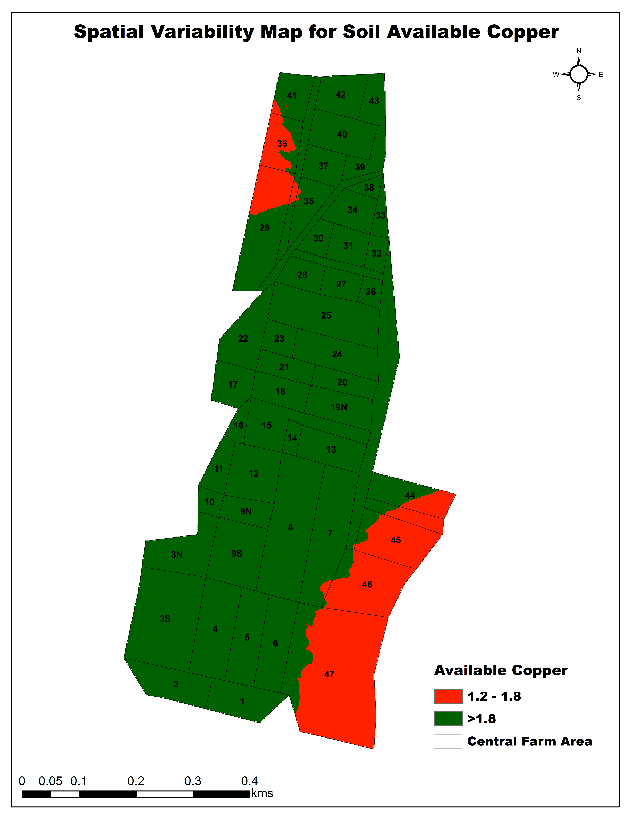 Spatial Variability Map for Soil Available Copper
N
W E
S
41 42 43
40
36
37 39
38
35
34 33
29
30 31 32
28 27 26
25
22 23
24
21
17 18 20
19N
16 15
14
13
11 12
10 9N
44
8 7
45
3N 9S
46
3S
4 5 6
47
2
1
Available Copper
1.2 - 1.8
>1.8
Central Farm Area
0 0.05 0.1 0.2 0.3 0.4
kms